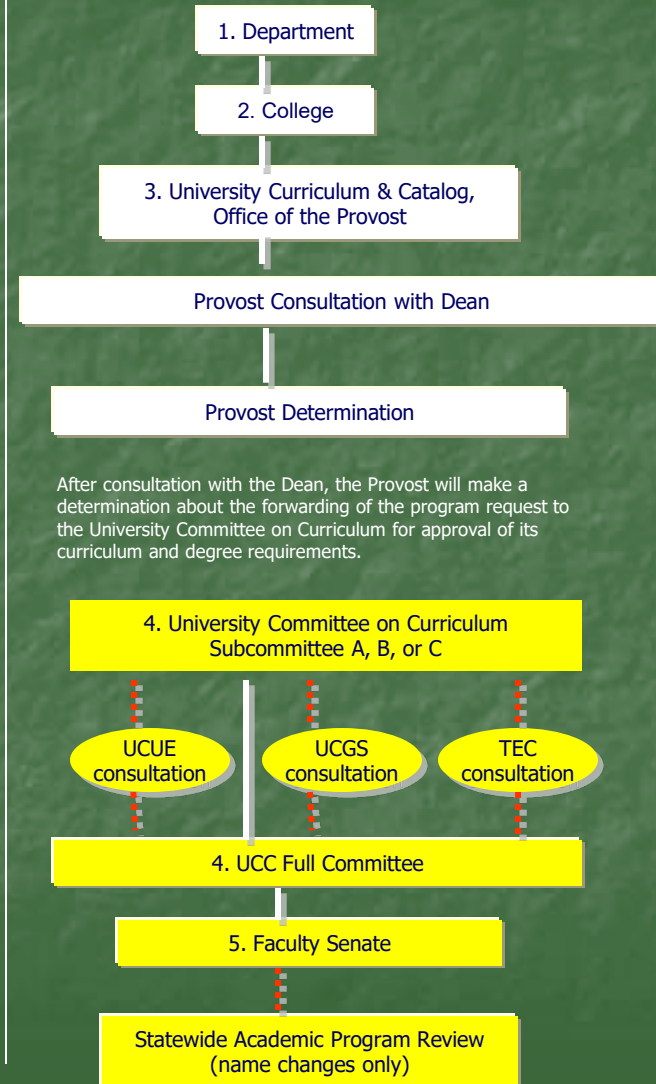 1. Department
2. College
3. University Curriculum & Catalog,
Office of the Provost
Provost Consultation with Dean
Provost Determination
After consultation with the Dean, the Provost will make a
determination about the forwarding of the program request to
the University Committee on Curriculum for approval of its
curriculum and degree requirements.
4. University Committee on Curriculum
Subcommittee A, B, or C
UCUE
consultation
UCGS
consultation
TEC
consultation
4. UCC Full Committee
5. Faculty Senate
Statewide Academic Program Review
(name changes only)